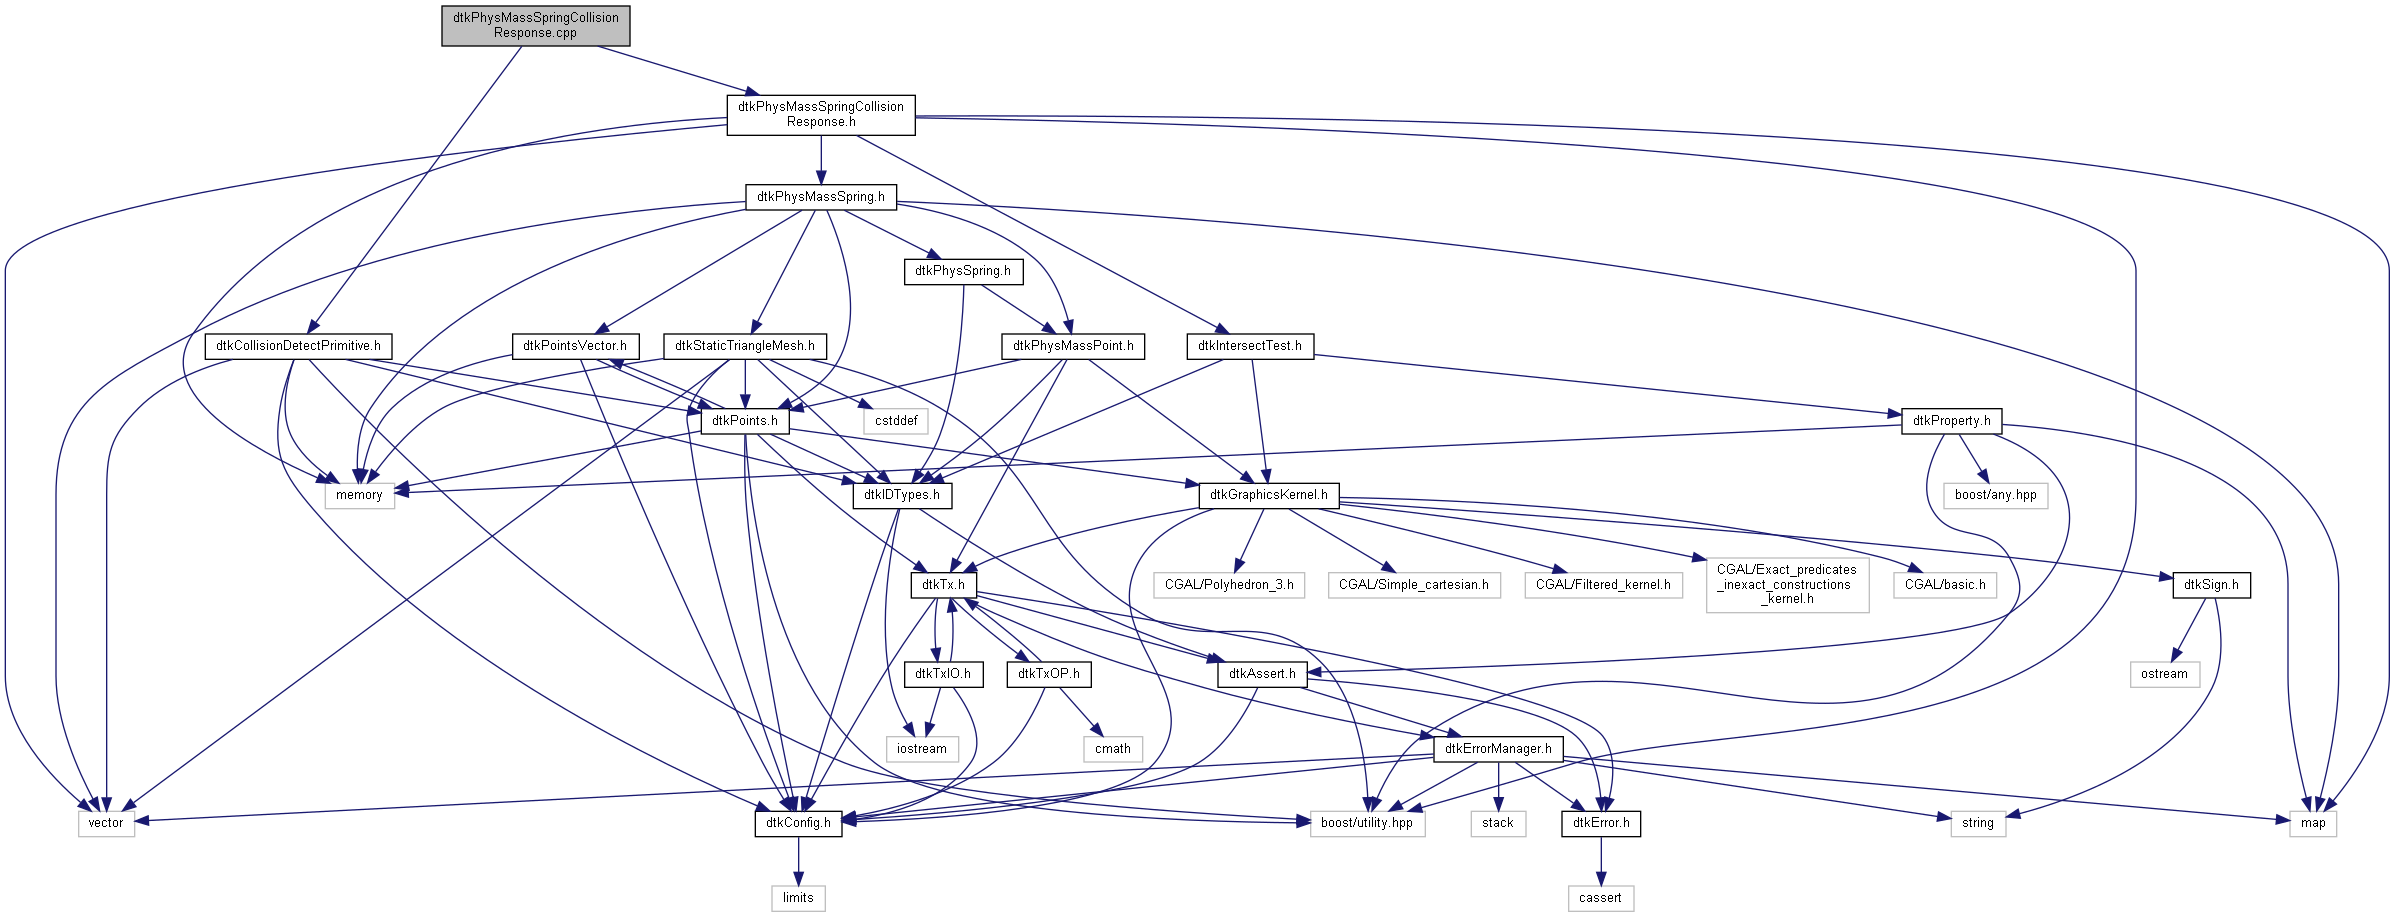 dtkPhysMassSpringCollision
Response.cpp
dtkPhysMassSpringCollision
Response.h
dtkPhysMassSpring.h
dtkPhysSpring.h
dtkCollisionDetectPrimitive.h
dtkPointsVector.h
dtkStaticTriangleMesh.h
dtkPhysMassPoint.h
dtkIntersectTest.h
dtkPoints.h
cstddef
dtkProperty.h
memory
dtkIDTypes.h
dtkGraphicsKernel.h
boost/any.hpp
dtkTx.h
CGAL/Polyhedron_3.h
CGAL/Simple_cartesian.h
CGAL/Filtered_kernel.h
CGAL/Exact_predicates
_inexact_constructions
_kernel.h
CGAL/basic.h
dtkSign.h
dtkTxIO.h
dtkTxOP.h
dtkAssert.h
ostream
iostream
cmath
dtkErrorManager.h
vector
dtkConfig.h
boost/utility.hpp
stack
dtkError.h
string
map
limits
cassert